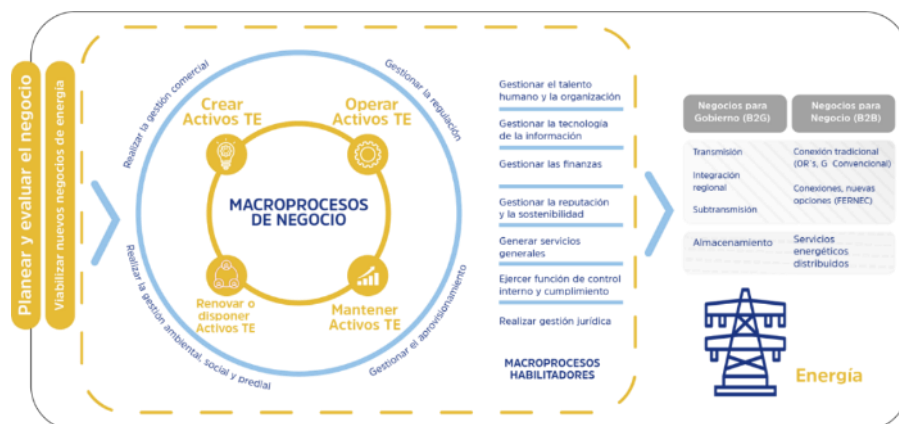 Planear y evaluar el negocio
Viabilizar nuevos negocios de energía
Realizar la gestión comercial
Gestionar la regulación
Realizar la gestión ambiental, social y predial
Gestionar el aprovisionamiento
Crear
Activos TE
Operar
Activos TE
MACROPROCESOS
DE NEGOCIO
Renovar o
disponer
Activos TE
Mantener
Activos TE
Gestionar el talento
humano y la organización
Gestionar la tecnología
de la información
Gestionar las finanzas
Gestionar la reputación
y la sostenibilidad
Generar servicios
generales
Ejercer función de control
interno y cumplimiento
Realizar gestión jurídica
MACROPROCESOS
HABILITADORES
Negocios para
Gobierno (B2G)
Negocios para
Negocio (B2B)
Transmisión
Integración
regional
Subtransmisión
Conexión tradicional
(OR's, G Convencional)
Conexiones, nuevas
opciones (FERNEC)
Almacenamiento
Servicios
energéticos
distribuidos
Energía